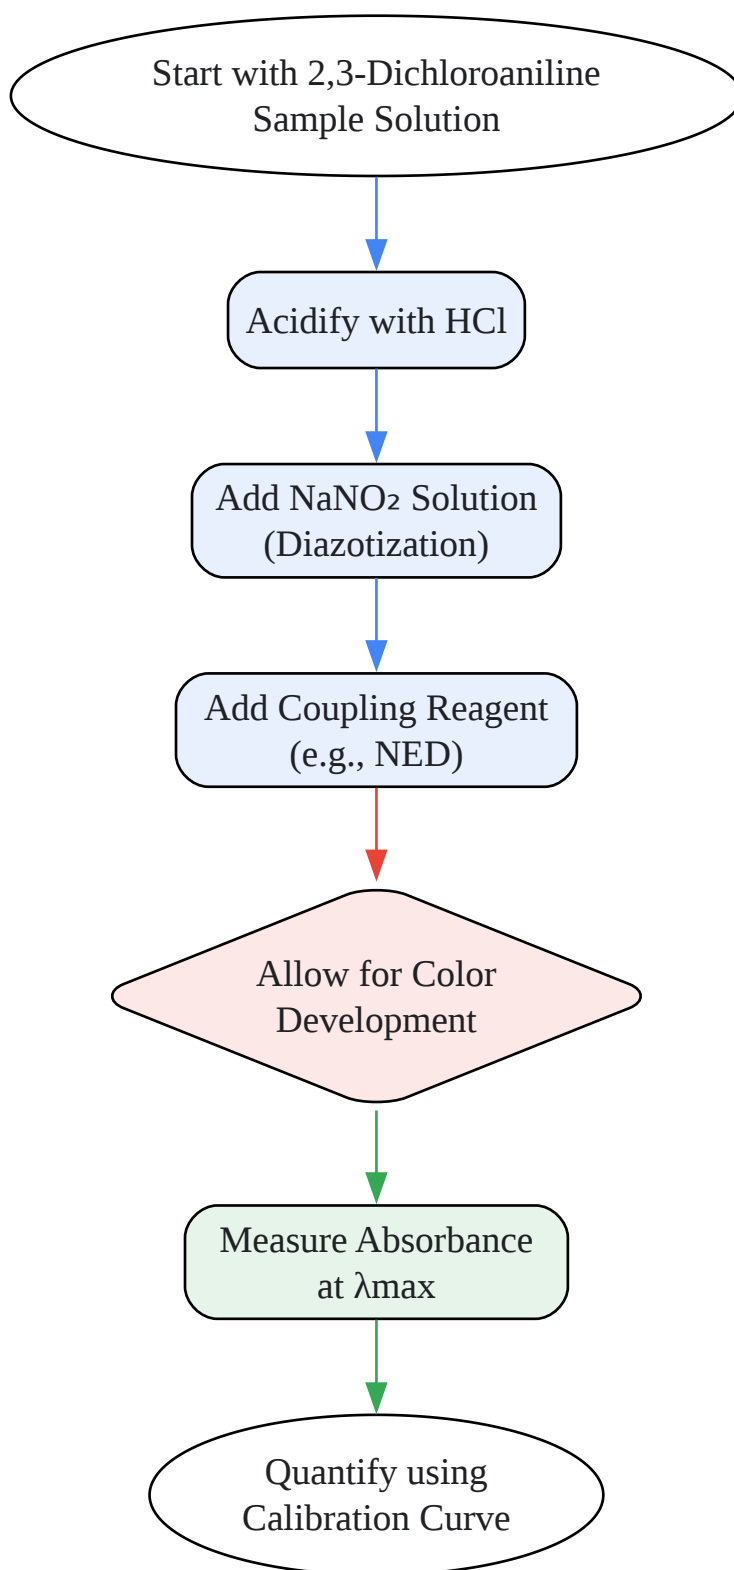 Start with 2,3-Dichloroaniline
Sample Solution
Acidify with HCl
Add NaNO₂ Solution
(Diazotization)
Add Coupling Reagent
(e.g., NED)
Allow for Color
Development
Measure Absorbance
at λmax
Quantify using
Calibration Curve